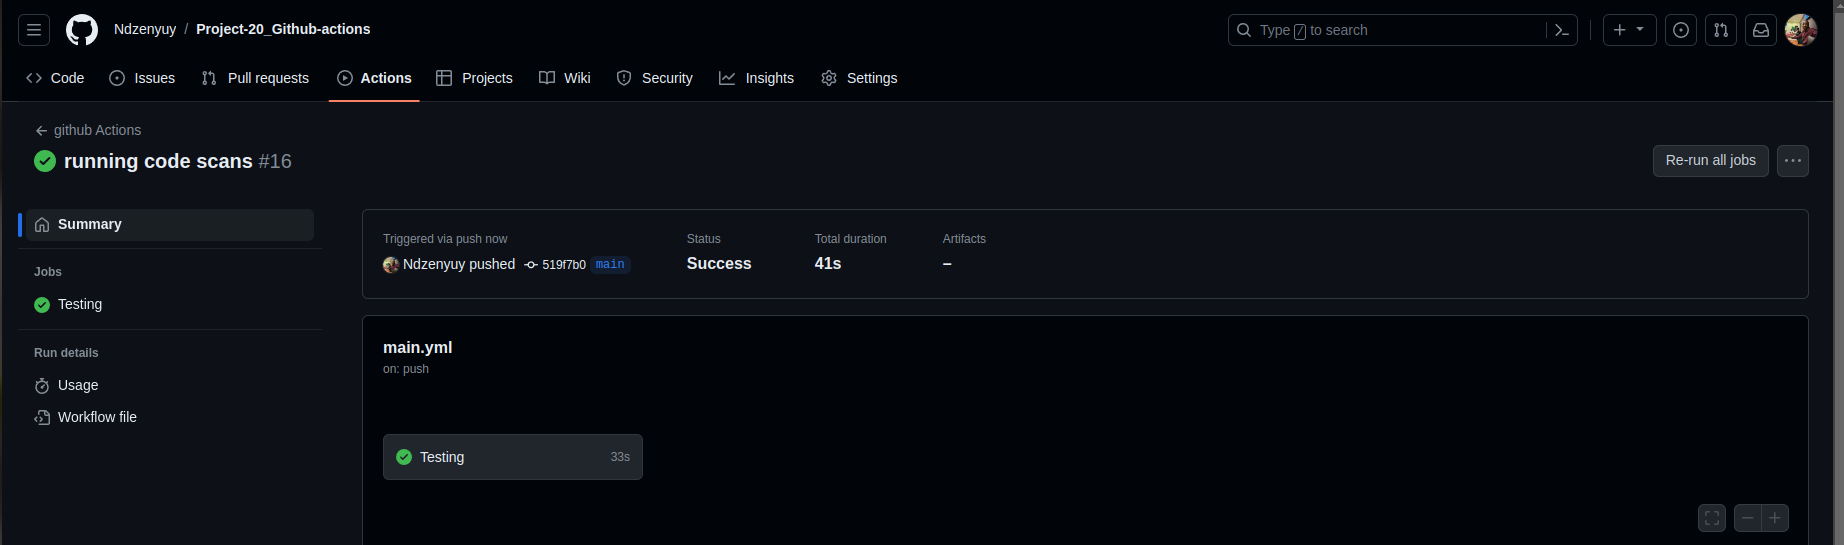 Ndzenyuy / Project-20_Github-actions
Type / to search
Code Issues Pull requests Actions Projects Wiki Security Insights Settings
github Actions
running code scans #16
Re-run all jobs
Summary
Jobs
Testing
Run details
Usage
Workflow file
Triggered via push now
Ndzenyuy pushed 519f7b0 main
Status
Success
Total duration
41s
Artifacts
–
main.yml
on: push
Testing 33s